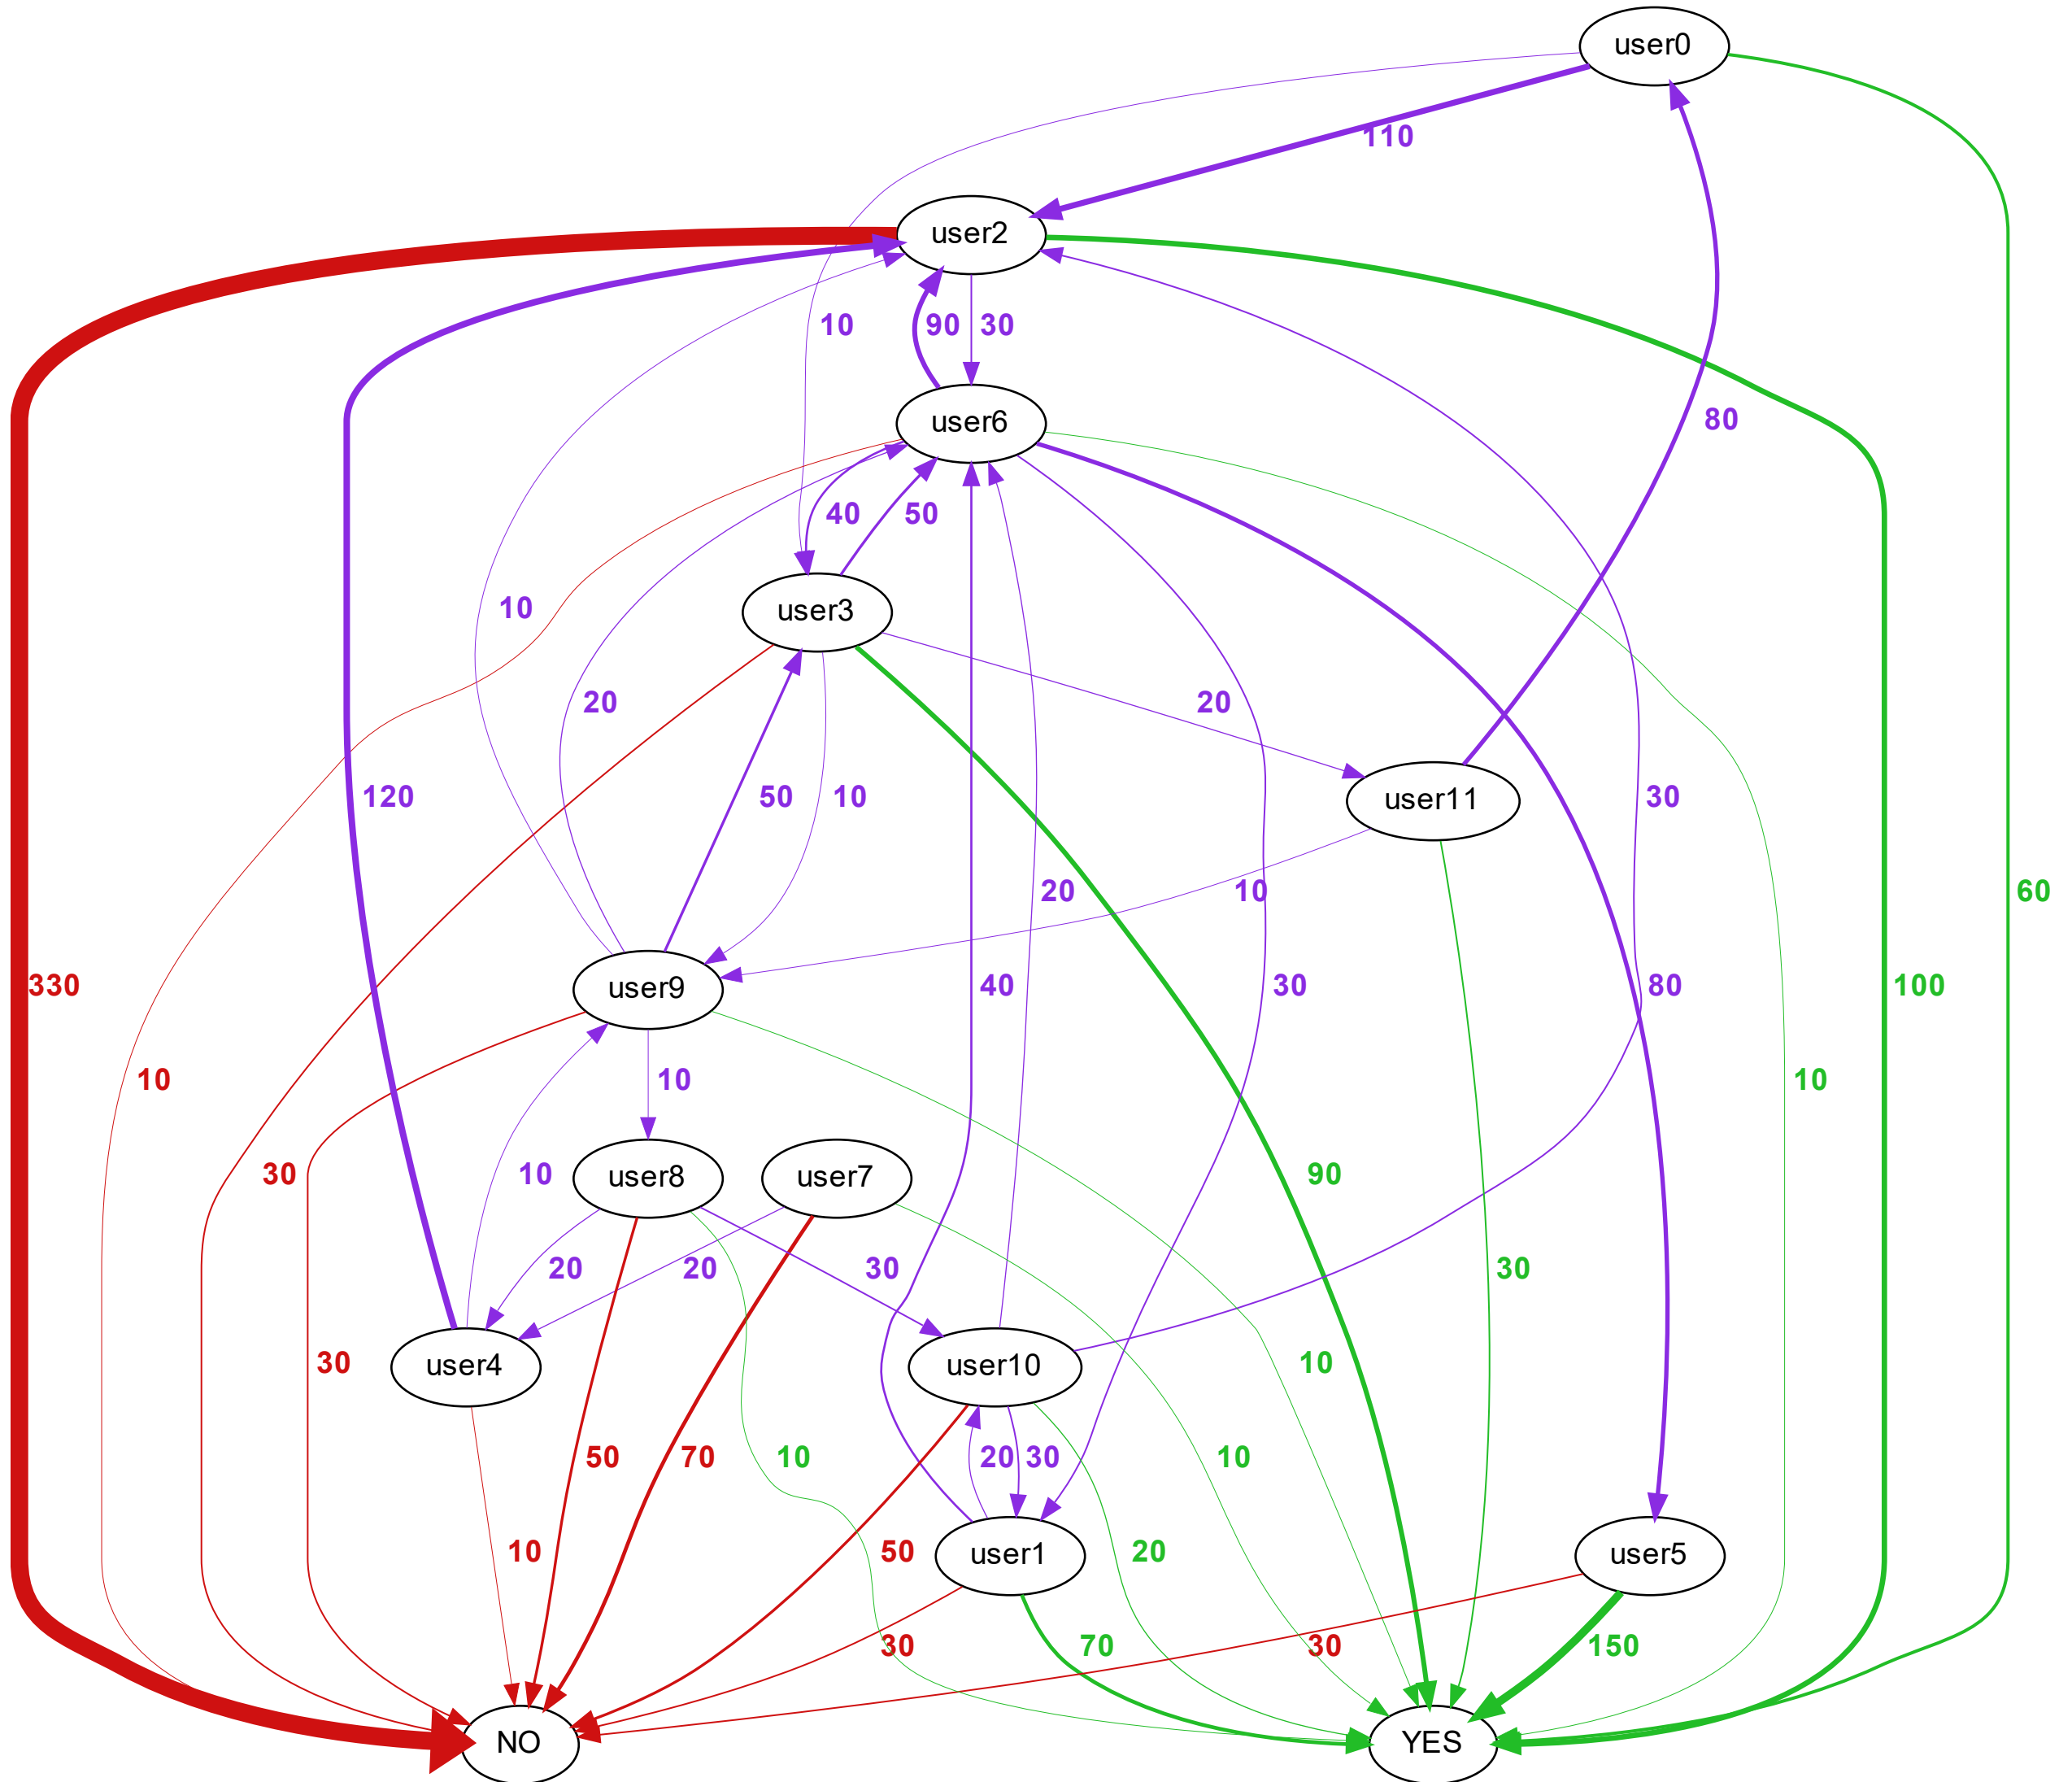 user0
110
user2
10 90 30
user6
80
40 50
user3
10
20 20
120 50 10 user11 30
20 10 60
user9
330 40 30 80 100
10 10 10
30 user8 user7 90
10
20 20 30 30
user4 user10
30 10
50 70 10 20 30 10
10 50 user1 20 user5
30 70 30 150
NO YES